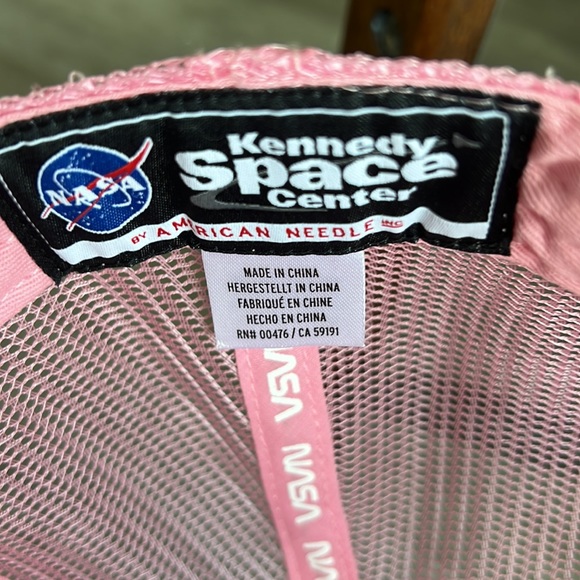 NASA
Kennedy
Space
Center
BY AMERICAN NEEDLE INC
MADE IN CHINA
HERGESTELLT IN CHINA
FABRIQUÉ EN CHINE
HECHO EN CHINA
RN# 00476 / CA 59191
NASA
NASA
NASA